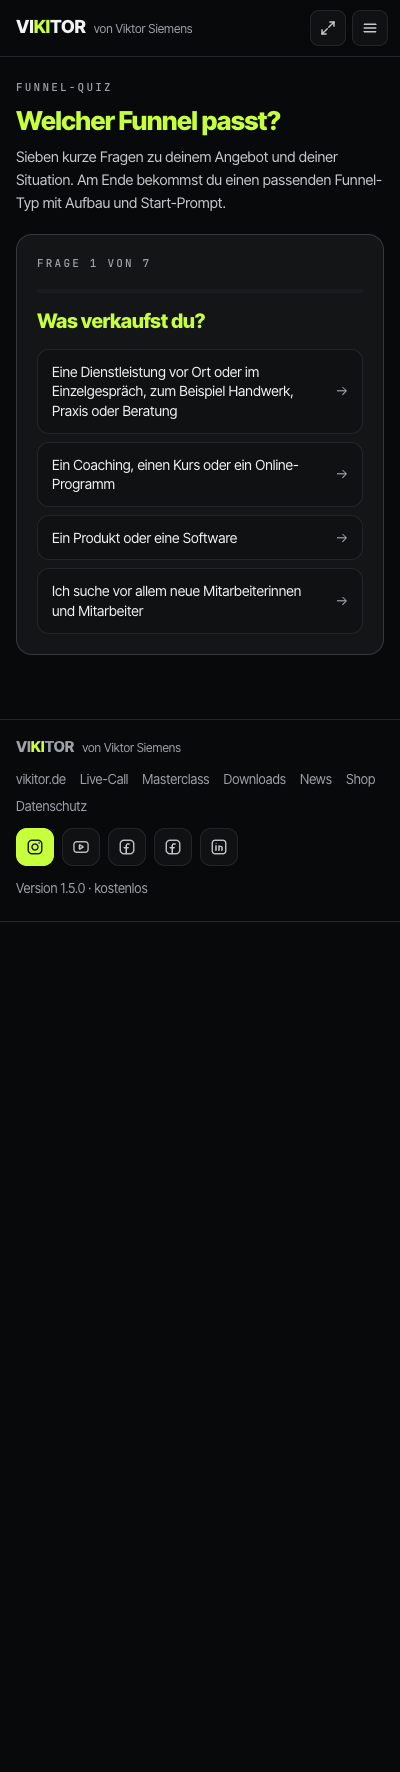 VIKITOR von Viktor Siemens
FUNNEL-QUIZ
Welcher Funnel passt?
Sieben kurze Fragen zu deinem Angebot und deiner
Situation. Am Ende bekommst du einen passenden Funnel-
Typ mit Aufbau und Start-Prompt.
FRAGE 1 VON 7
Was verkaufst du?
Eine Dienstleistung vor Ort oder im
Einzelgespräch, zum Beispiel Handwerk,
Praxis oder Beratung
Ein Coaching, einen Kurs oder ein Online-
Programm
Ein Produkt oder eine Software
Ich suche vor allem neue Mitarbeiterinnen
und Mitarbeiter
VIKITOR von Viktor Siemens
vikitor.de Live-Call Masterclass Downloads News Shop
Datenschutz
Version 1.5.0 · kostenlos